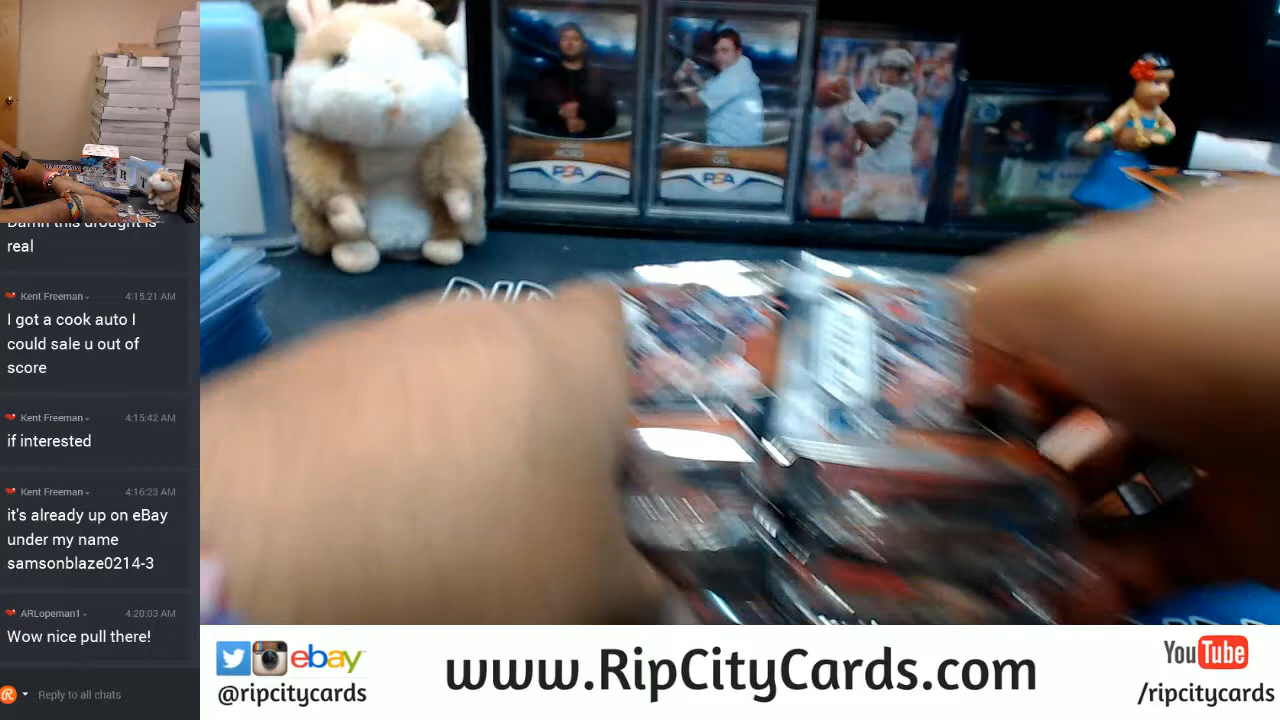 Damn this drought is
real
Kent Freeman
4:15:21 AM
I got a cook auto I
could sale u out of
score
Kent Freeman
4:15:42 AM
if interested
Kent Freeman
4:16:23 AM
it's already up on eBay
under my name
samsonblaze0214-3
ARLopeman1
4:20:03 AM
Wow nice pull there!
Reply to all chats
PSA
PSA
ebay
@ripcitycards
www.RipCityCards.com
YouTube
/ripcitycards